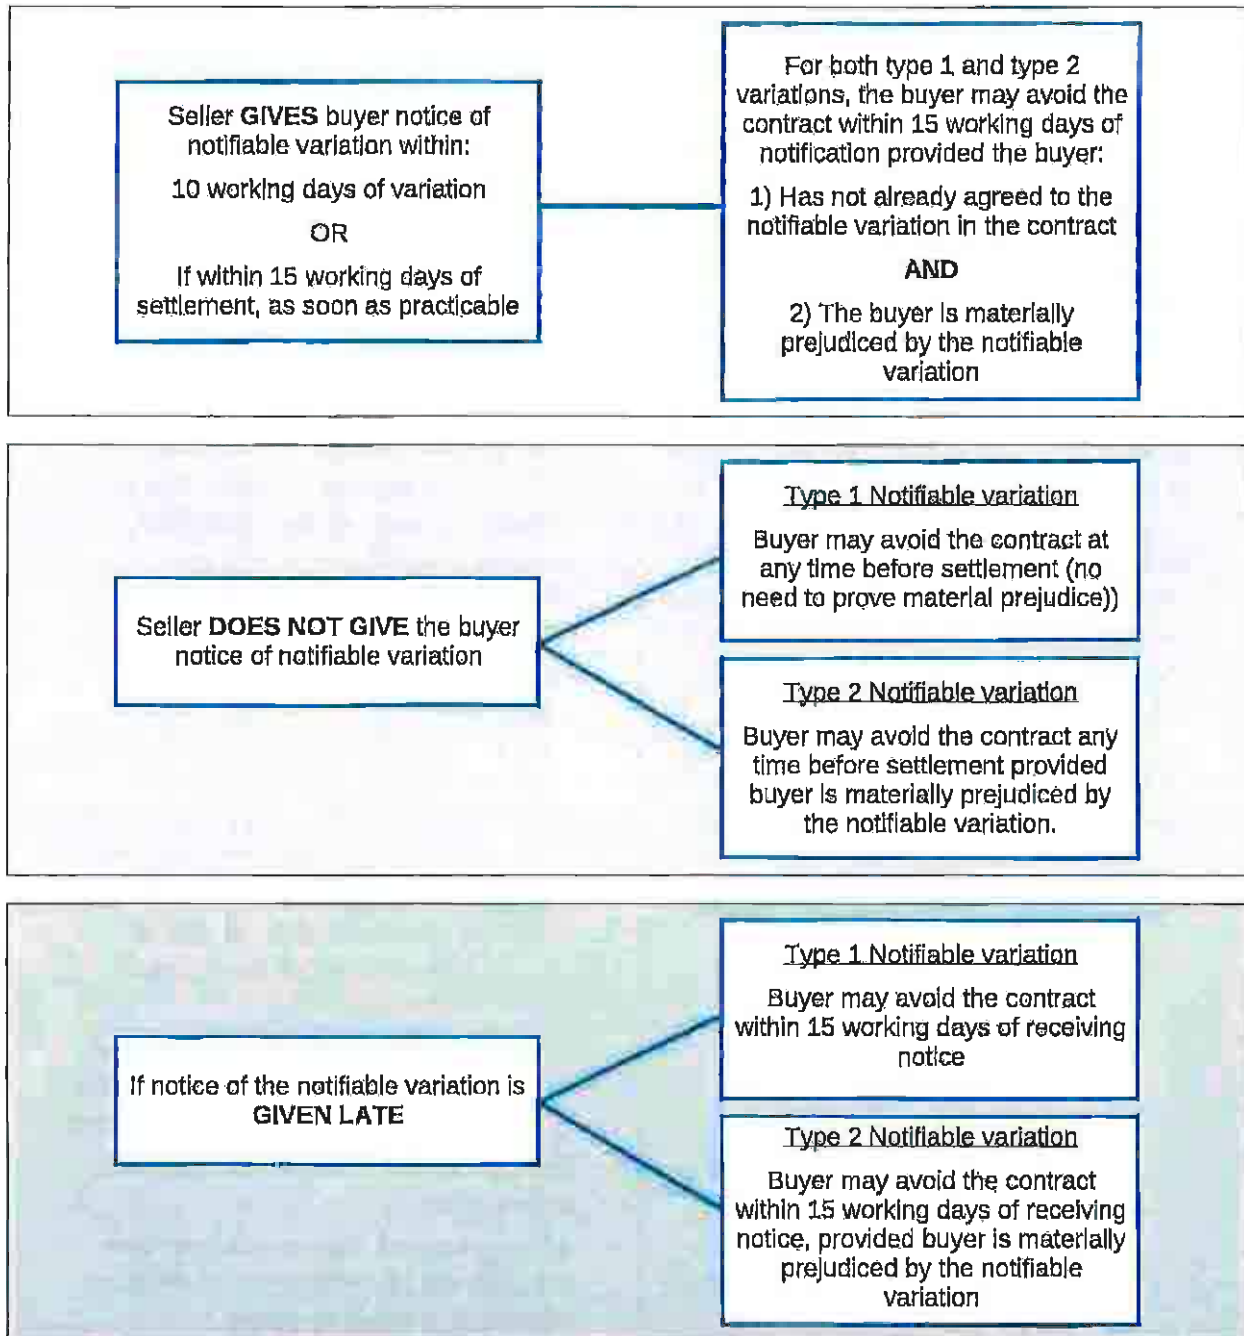 Seller GIVES buyer notice of
notifiable variation within:
10 working days of variation
OR
If within 15 working days of
settlement, as soon as practicable
For both type 1 and type 2
variations, the buyer may avoid the
contract within 15 working days of
notification provided the buyer:
1) Has not already agreed to the
notifiable variation in the contract
AND
2) The buyer is materially
prejudiced by the notifiable
variation
Seller DOES NOT GIVE the buyer
notice of notifiable variation
Type 1 Notifiable variation
Buyer may avoid the contract at
any time before settlement (no
need to prove material prejudice))
Type 2 Notifiable variation
Buyer may avoid the contract any
time before settlement provided
buyer is materially prejudiced by
the notifiable variation.
If notice of the notifiable variation is
GIVEN LATE
Type 1 Notifiable variation
Buyer may avoid the contract
within 15 working days of receiving
notice
Type 2 Notifiable variation
Buyer may avoid the contract
within 15 working days of receiving
notice, provided buyer is materially
prejudiced by the notifiable
variation